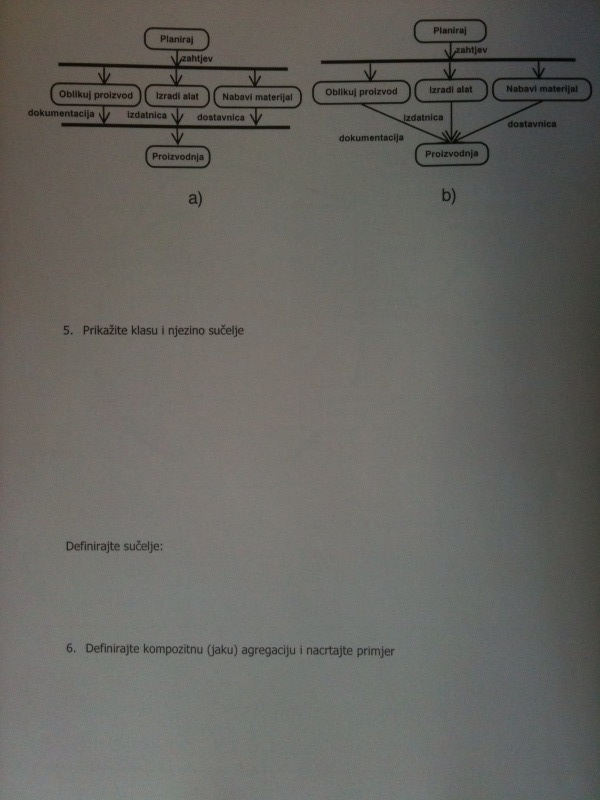 Planiraj
zahtjev
Oblikuj proizvod
Izradi alat
Nabavi materijal
dokumentacija
izdatnica
dostavnica
Proizvodnja
a)
Planiraj
zahtjev
Oblikuj proizvod
Izradi alat
Nabavi materijal
izdatnica
dostavnica
dokumentacija
Proizvodnja
b)
5. Prikažite klasu i njezino sučelje
Definirajte sučelje:
6. Definirajte kompozitnu (jaku) agregaciju i nacrtajte primjer